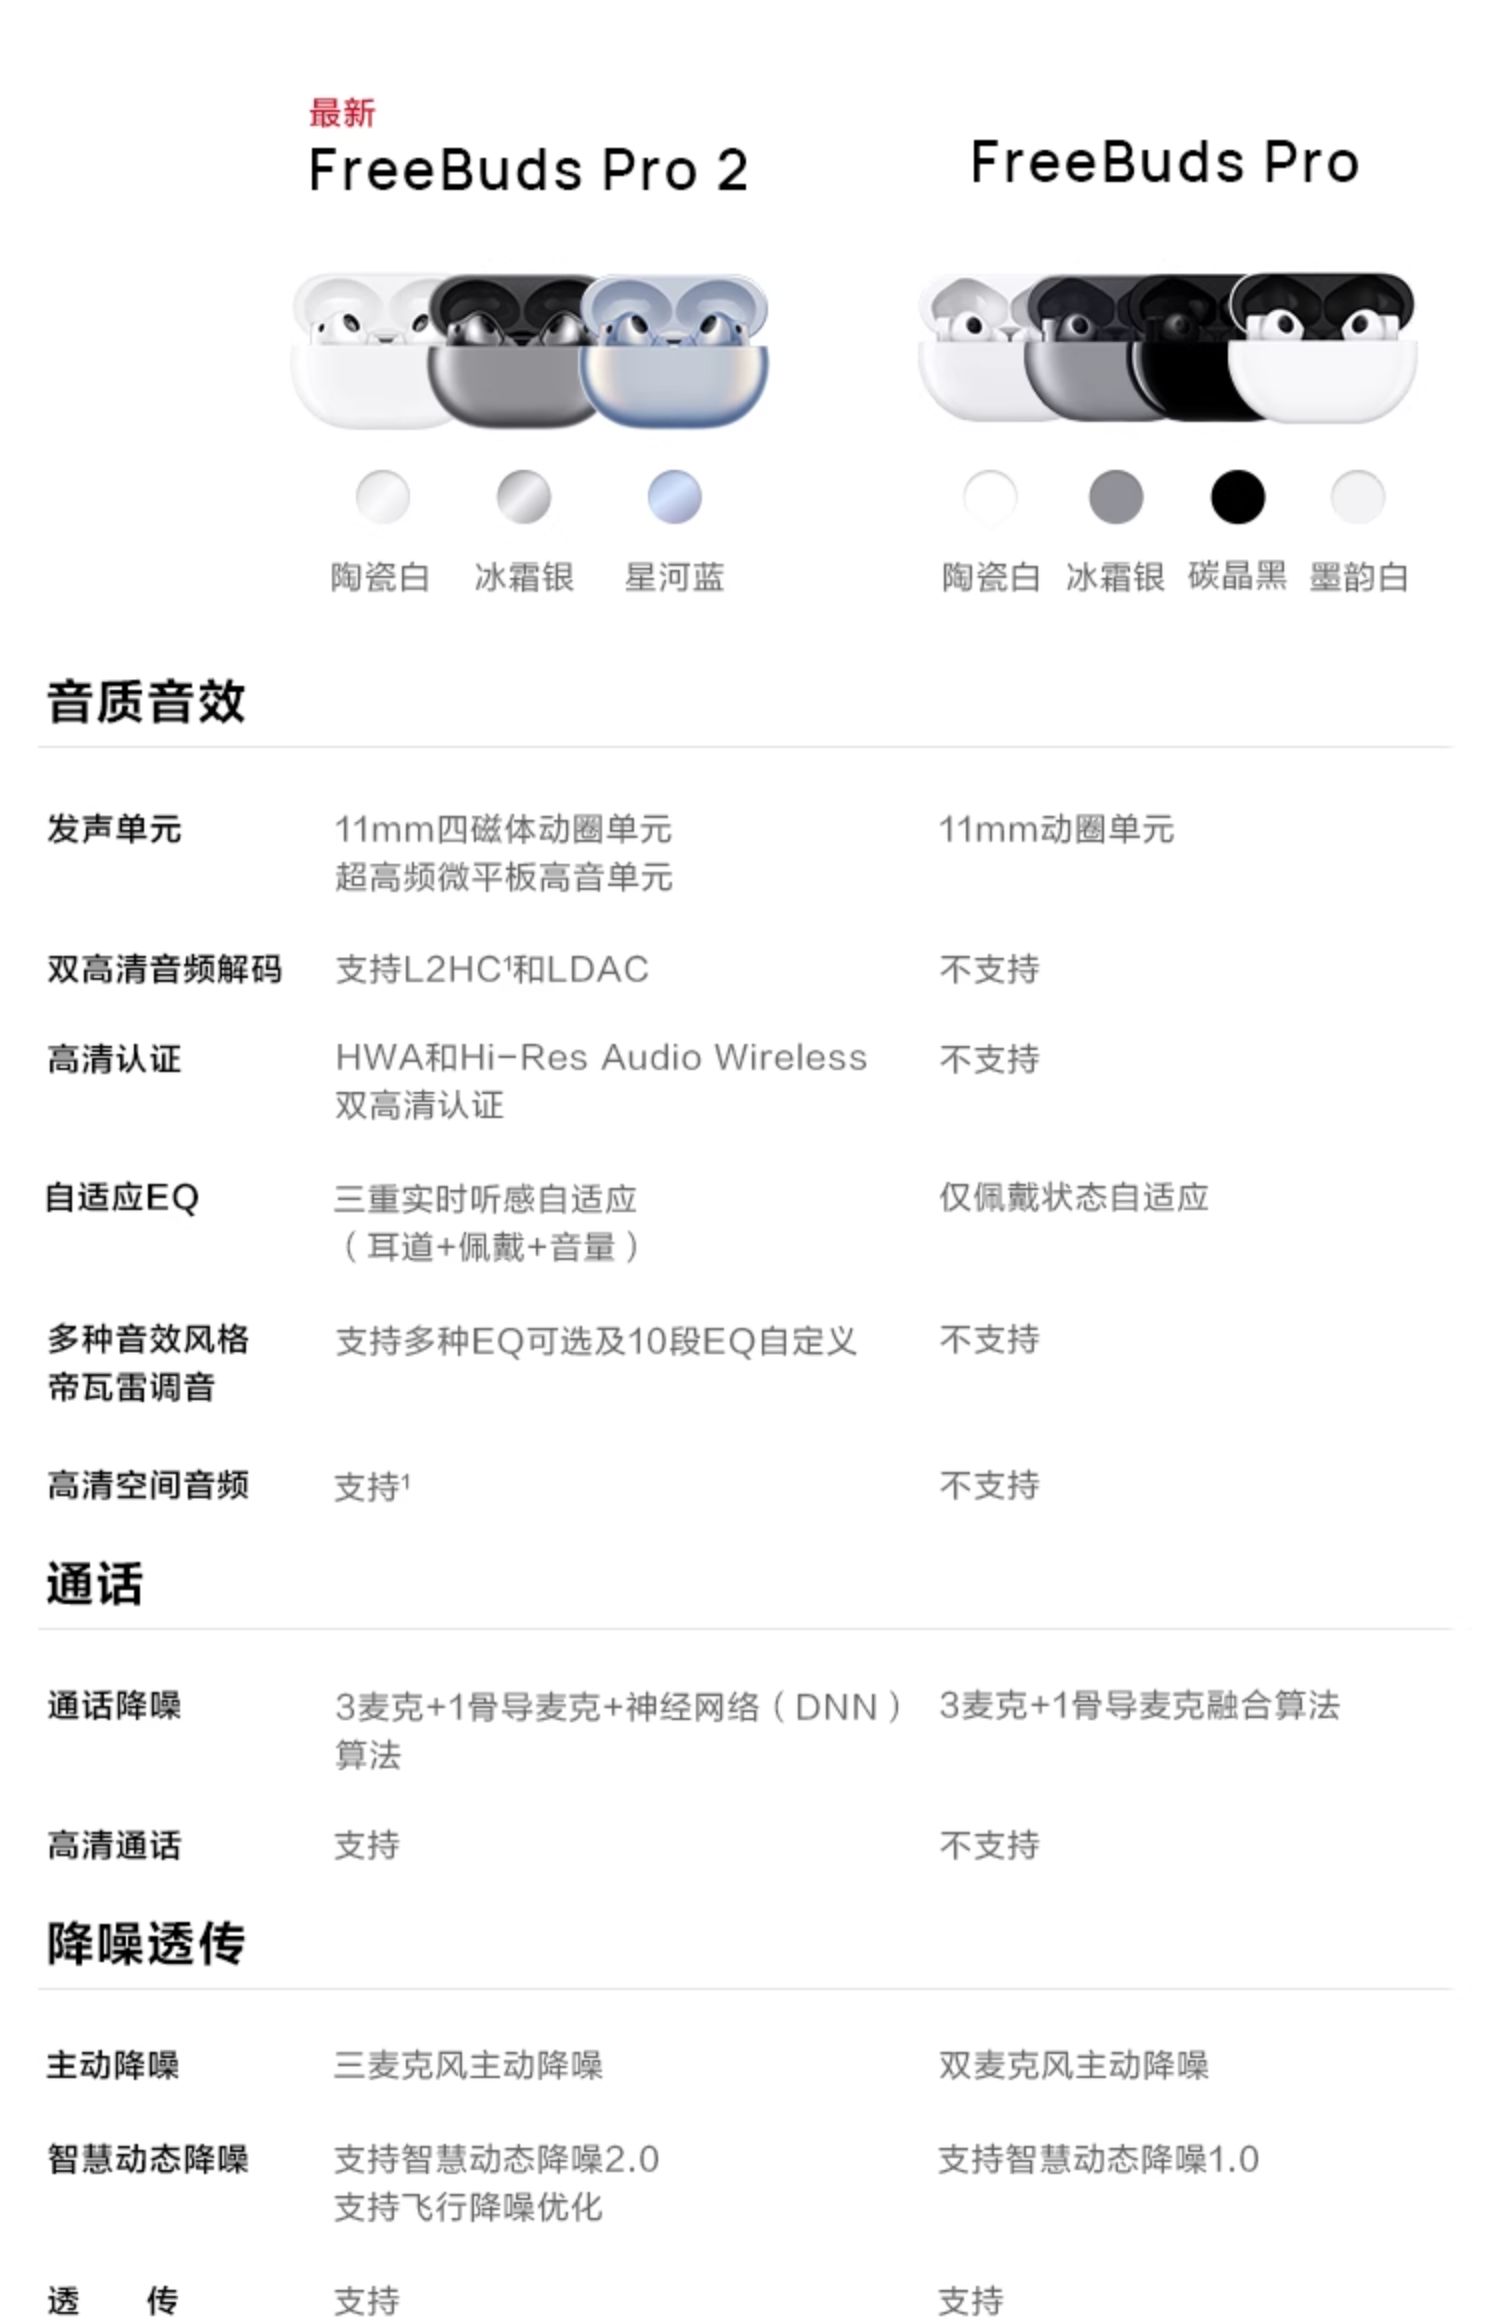 最新
FreeBuds Pro 2
FreeBuds Pro
陶瓷白 冰霜银 星河蓝
陶瓷白 冰霜银 碳晶黑 墨韵白
音质音效
发声单元
11mm四磁体动圈单元
超高频微平板高音单元
11mm动圈单元
双高清音频解码
支持L2HC¹和LDAC
不支持
高清认证
HWA和Hi-Res Audio Wireless
双高清认证
不支持
自适应EQ
三重实时听感自适应
（耳道+佩戴+音量）
仅佩戴状态自适应
多种音效风格
帝瓦雷调音
支持多种EQ可选及10段EQ自定义
不支持
高清空间音频
支持¹
不支持
通话
通话降噪
3麦克+1骨导麦克+神经网络（DNN）
算法
3麦克+1骨导麦克融合算法
高清通话
支持
不支持
降噪透传
主动降噪
三麦克风主动降噪
双麦克风主动降噪
智慧动态降噪
支持智慧动态降噪2.0
支持飞行降噪优化
支持智慧动态降噪1.0
透 传
支持
支持